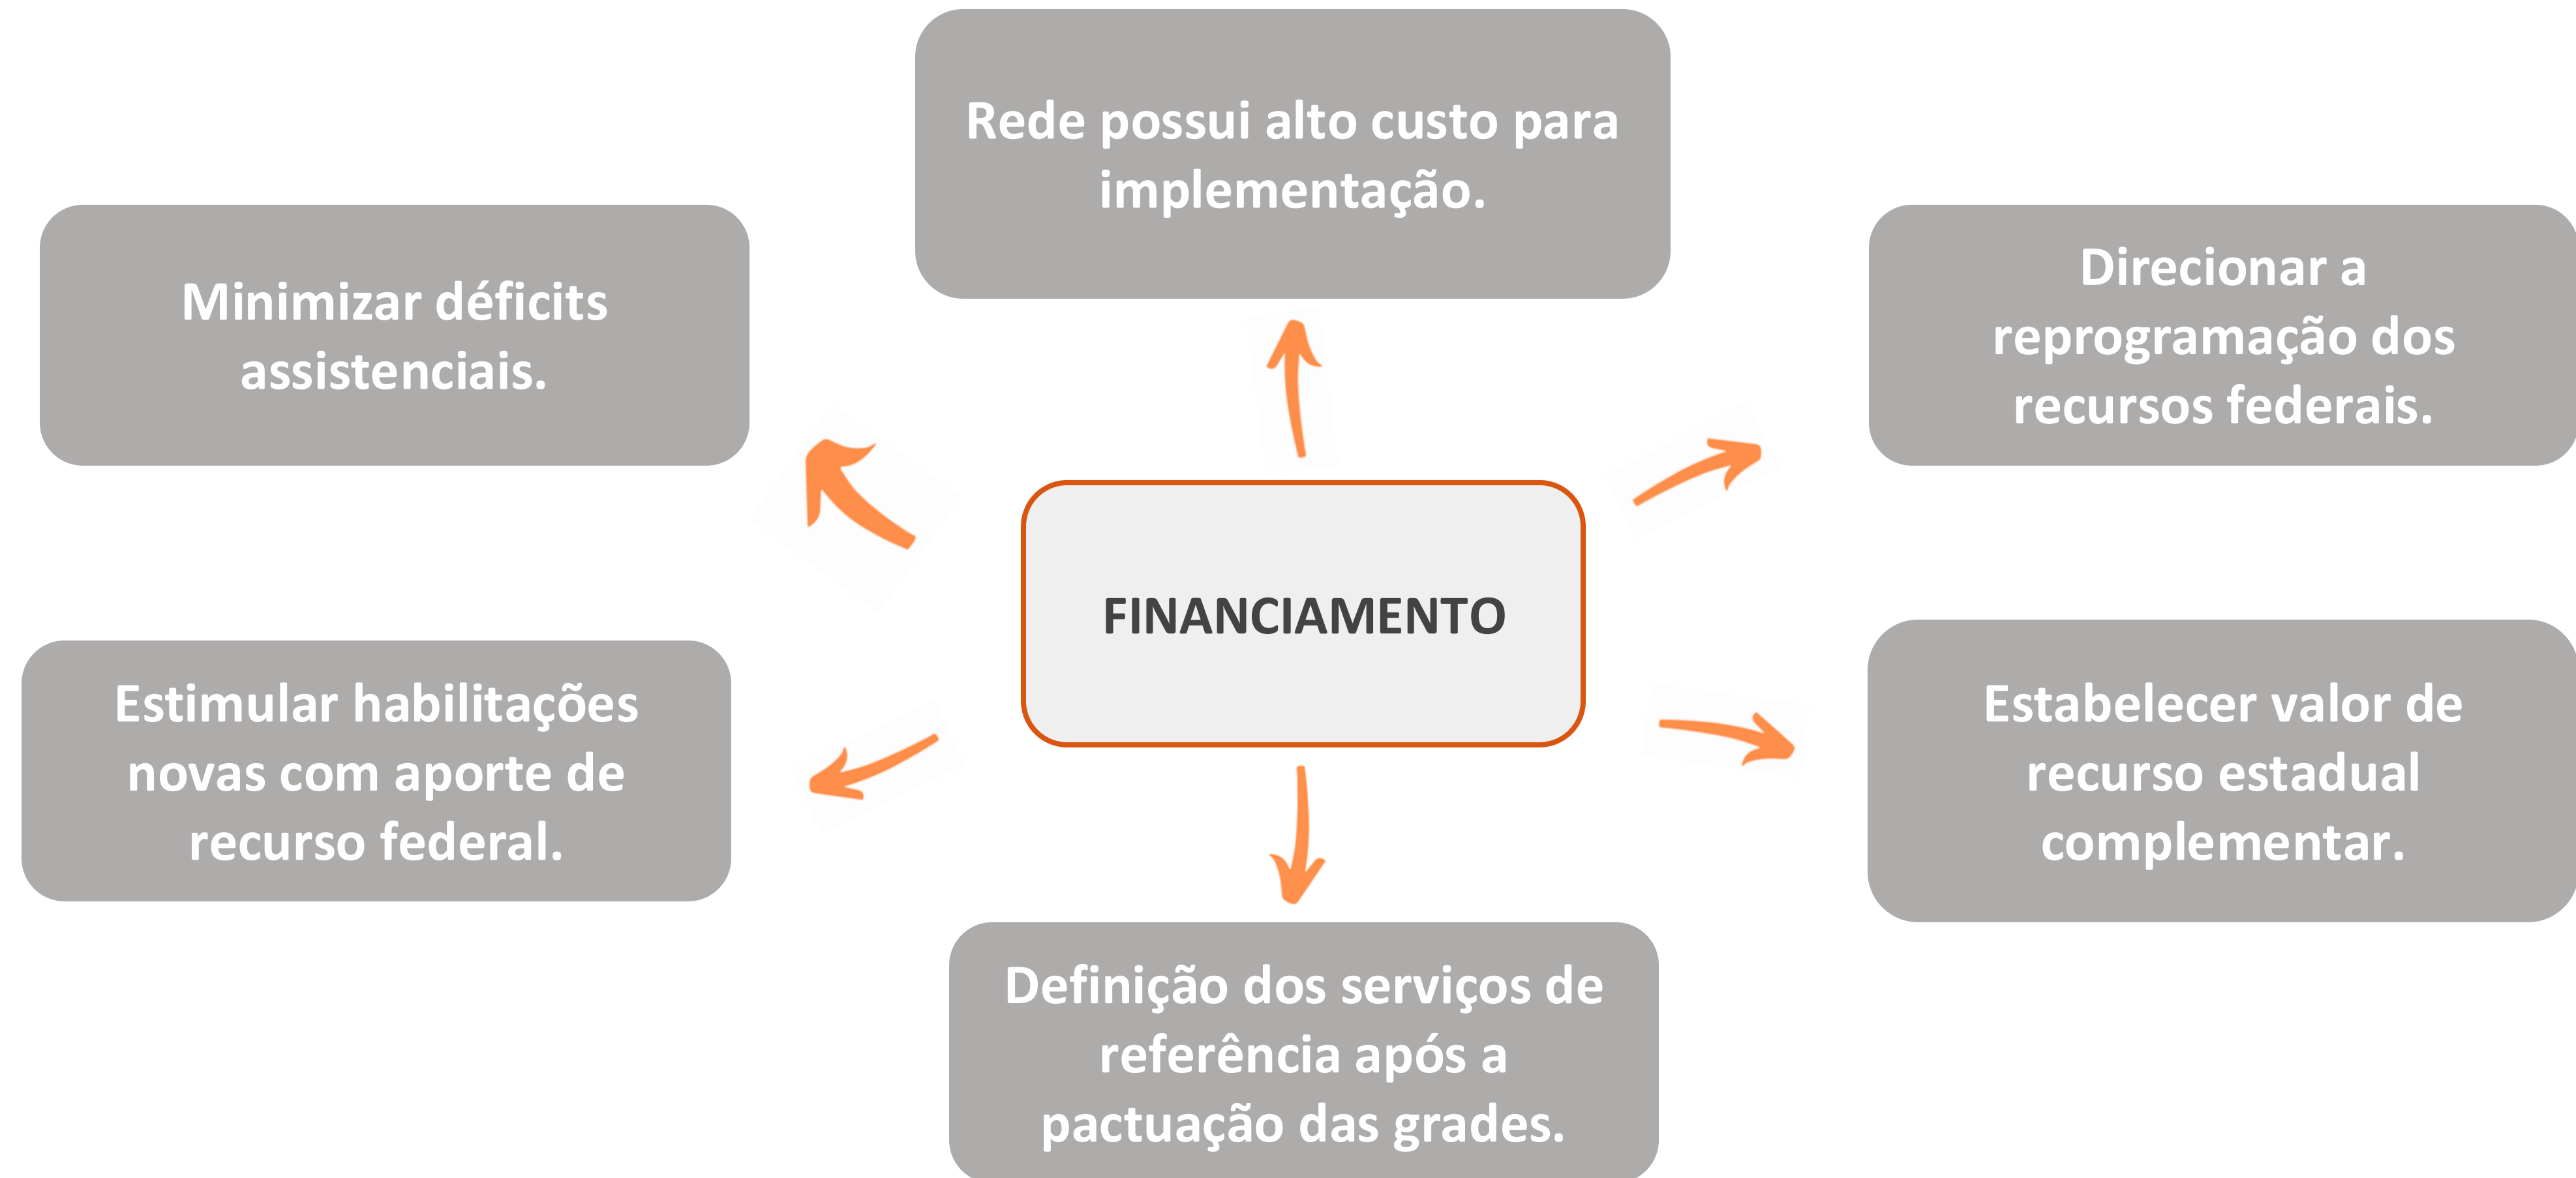 Rede possui alto custo para
implementação.
Minimizar déficits
assistenciais.
Direcionar a
reprogramação dos
recursos federais.
FINANCIAMENTO
Estimular habilitações
novas com aporte de
recurso federal.
Estabelecer valor de
recurso estadual
complementar.
Definição dos serviços de
referência após a
pactuação das grades.